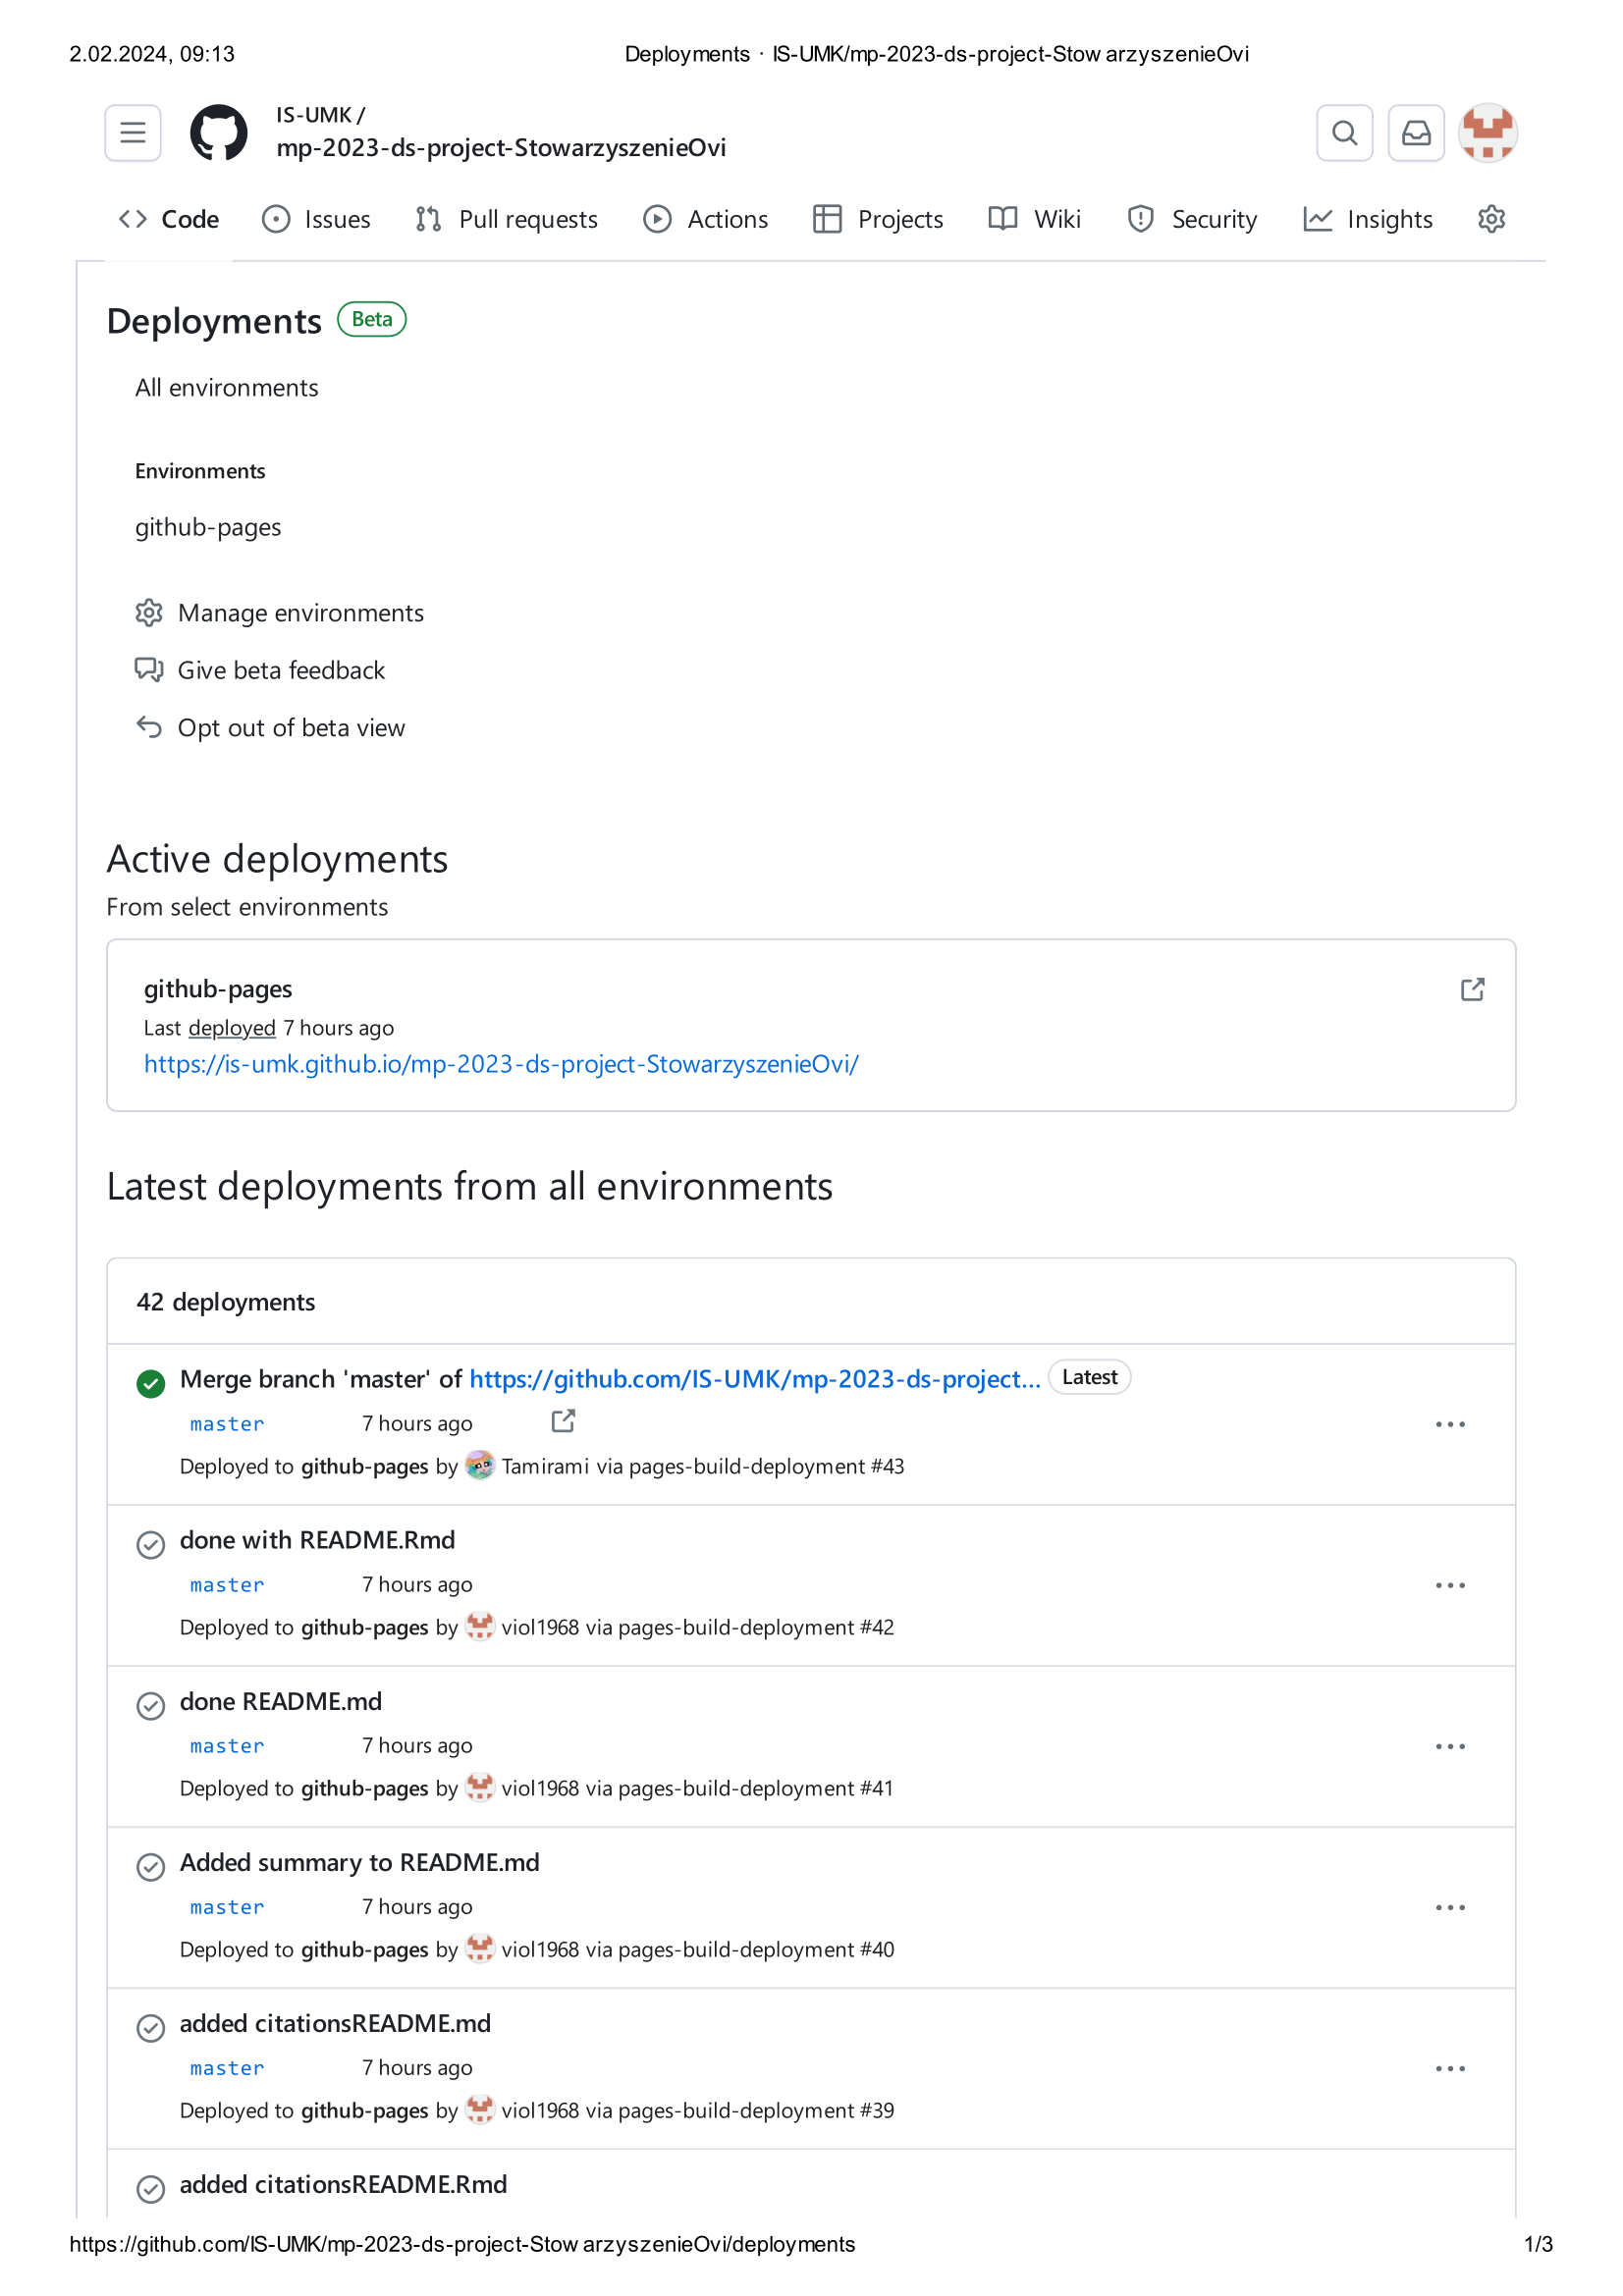 2.02.2024, 09:13 Deployments · IS-UMK/mp-2023-ds-project-Stow arzyszenieOvi
IS-UMK /
mp-2023-ds-project-StowarzyszenieOvi
Code Issues Pull requests Actions Projects Wiki Security Insights
Deployments Beta
All environments
Environments
github-pages
Manage environments
Give beta feedback
Opt out of beta view
Active deployments
From select environments
github-pages
Last deployed 7 hours ago
https://is-umk.github.io/mp-2023-ds-project-StowarzyszenieOvi/
Latest deployments from all environments
42 deployments
Merge branch 'master' of https://github.com/IS-UMK/mp-2023-ds-project… Latest
master 7 hours ago
Deployed to github-pages by Tamirami via pages-build-deployment #43
done with README.Rmd
master 7 hours ago
Deployed to github-pages by viol1968 via pages-build-deployment #42
done README.md
master 7 hours ago
Deployed to github-pages by viol1968 via pages-build-deployment #41
Added summary to README.md
master 7 hours ago
Deployed to github-pages by viol1968 via pages-build-deployment #40
added citationsREADME.md
master 7 hours ago
Deployed to github-pages by viol1968 via pages-build-deployment #39
added citationsREADME.Rmd
https://github.com/IS-UMK/mp-2023-ds-project-Stow arzyszenieOvi/deployments 1/3